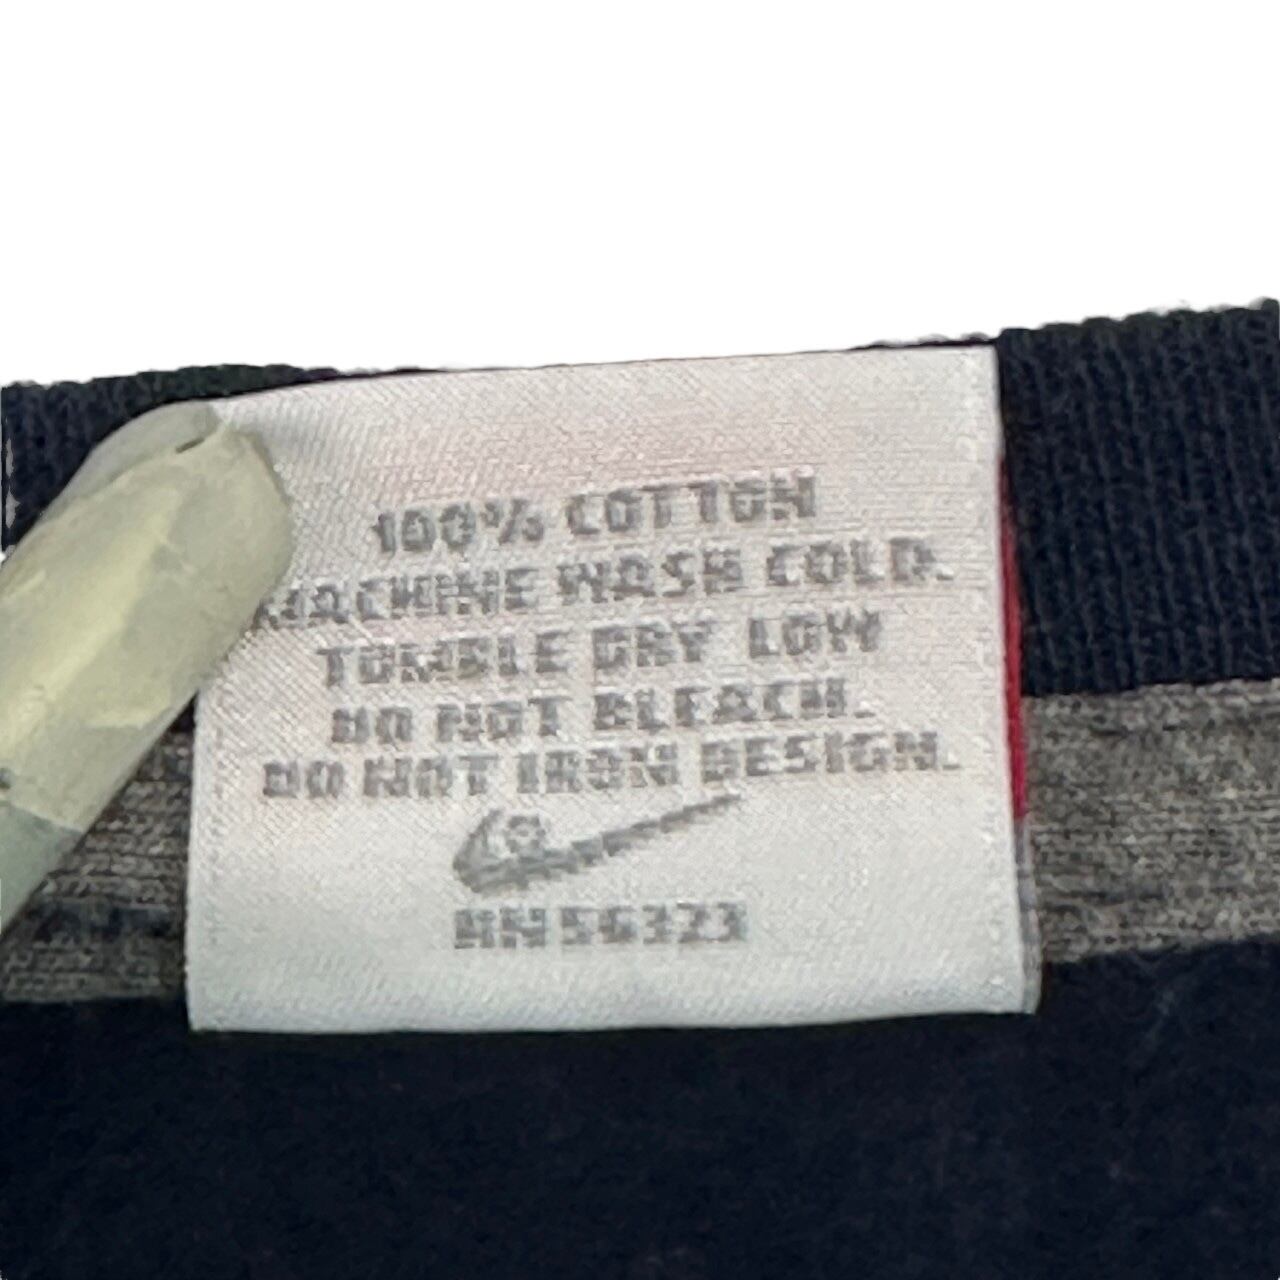 100% COTTON
MACHINE WASH COLD.
TUMBLE DRY LOW
DO NOT BLEACH.
DO NOT IRON DESIGN.
RN56323